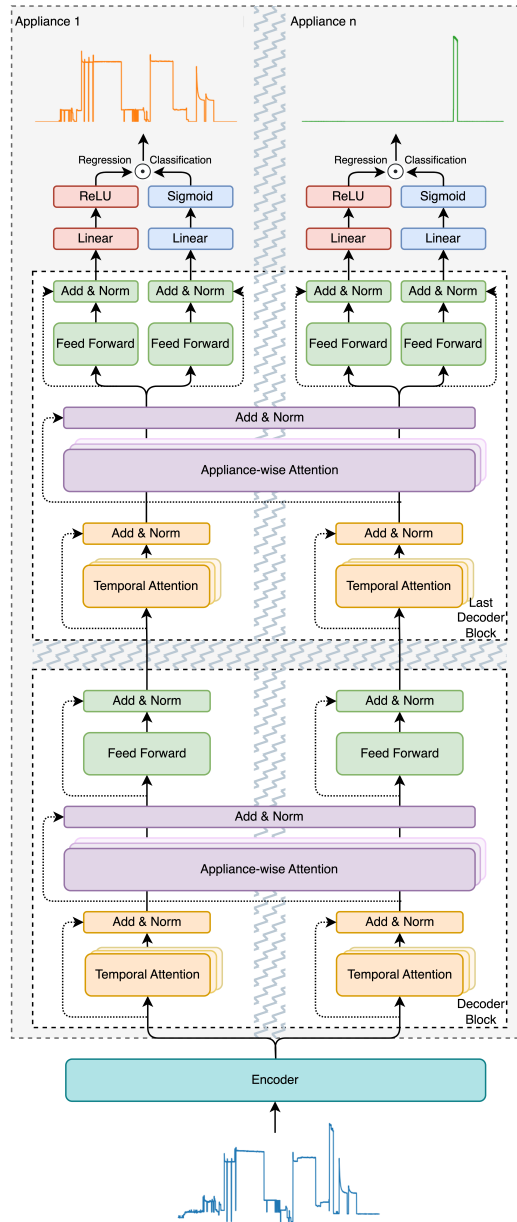 Appliance 1
Appliance n
Regression Classification
Regression Classification
ReLU
Sigmoid
ReLU
Sigmoid
Linear
Linear
Linear
Linear
Add & Norm
Add & Norm
Add & Norm
Add & Norm
Feed Forward
Feed Forward
Feed Forward
Feed Forward
Add & Norm
Appliance-wise Attention
Add & Norm
Add & Norm
Temporal Attention
Temporal Attention
Last
Decoder
Block
Add & Norm
Add & Norm
Feed Forward
Feed Forward
Add & Norm
Appliance-wise Attention
Add & Norm
Add & Norm
Temporal Attention
Temporal Attention
Decoder
Block
Encoder